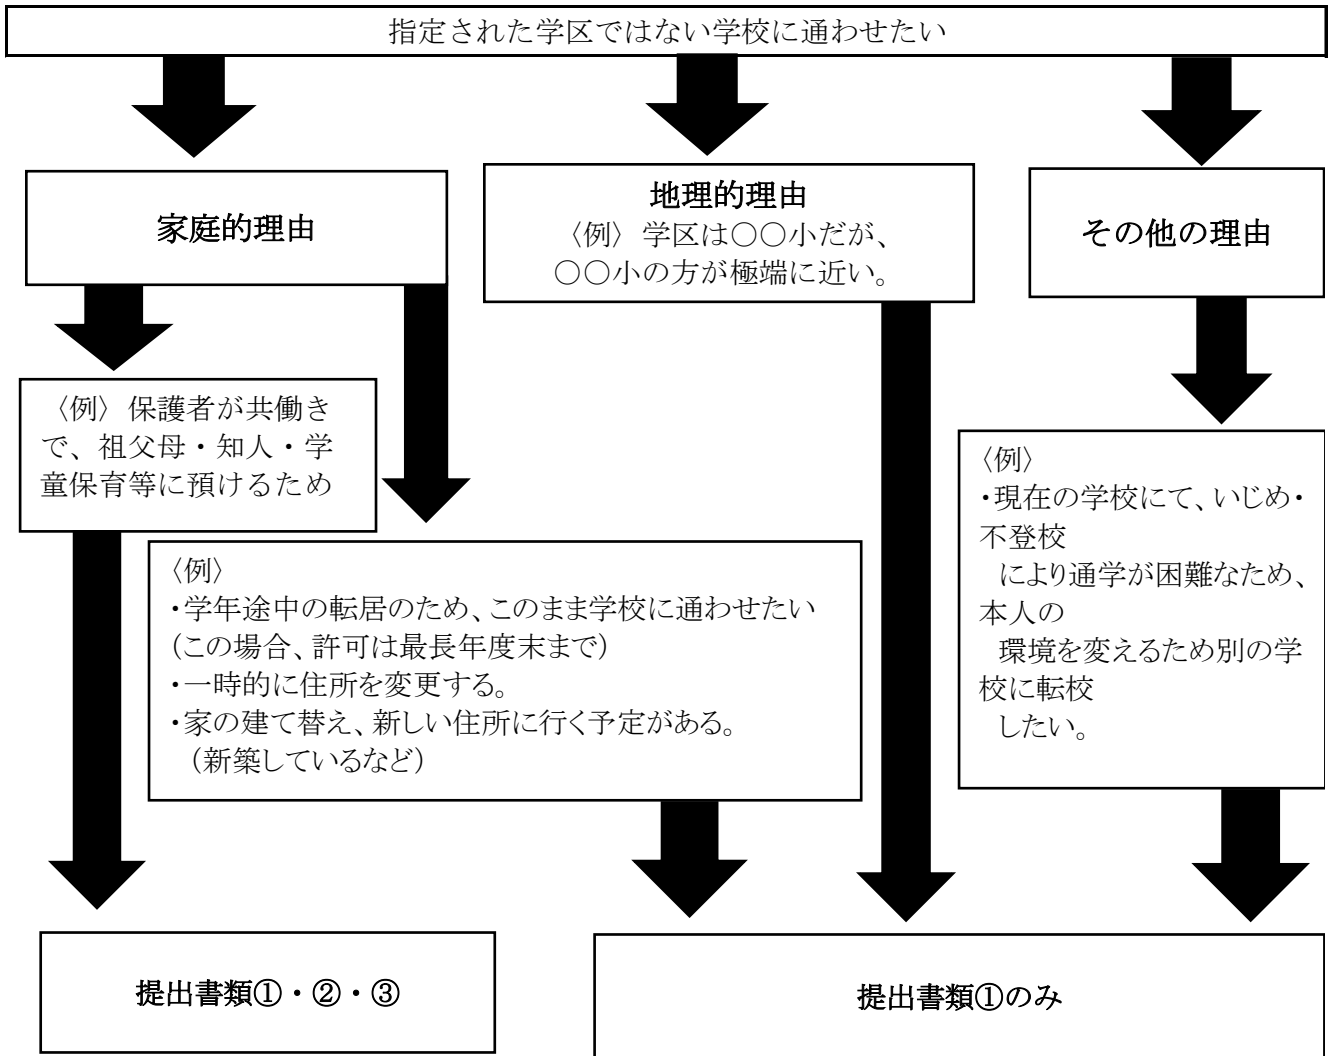 指定された学区ではない学校に通わせたい
家庭的理由
地理的理由
〈例〉学区は〇〇小だが、
〇〇小の方が極端に近い。
その他の理由
〈例〉保護者が共働き
で、祖父母・知人・学
童保育等に預けるため
〈例〉
・学年途中の転居のため、このまま学校に通わせたい
(この場合、許可は最長年度末まで)
・一時的に住所を変更する。
・家の建て替え、新しい住所に行く予定がある。
(新築しているなど)
〈例〉
・現在の学校にて、いじめ・
不登校
により通学が困難なため、
本人の
環境を変えるため別の学
校に転校
したい。
提出書類①・②・③
提出書類①のみ